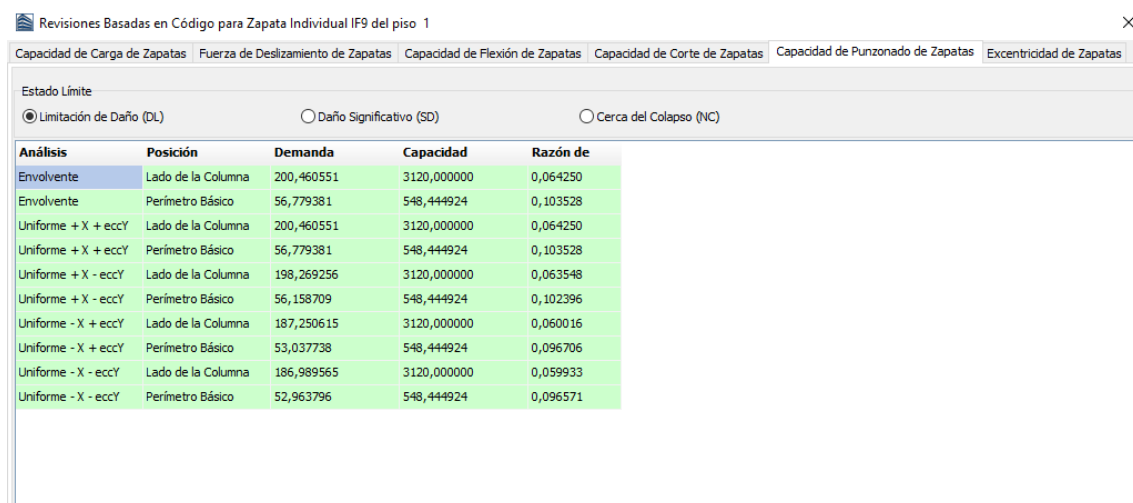 Revisiones Basadas en Código para Zapata Individual IF9 del piso 1
Capacidad de Carga de Zapatas Fuerza de Deslizamiento de Zapatas Capacidad de Flexión de Zapatas Capacidad de Corte de Zapatas Capacidad de Punzonado de Zapatas Excentricidad de Zapatas
Estado Límite
Limitación de Daño (DL) Daño Significativo (SD) Cerca del Colapso (NC)
Análisis Posición Demanda Capacidad Razón de
Envolvente Lado de la Columna 200,460551 3120,000000 0,064250
Envolvente Perímetro Básico 56,779381 548,444924 0,103528
Uniforme + X + eccY Lado de la Columna 200,460551 3120,000000 0,064250
Uniforme + X + eccY Perímetro Básico 56,779381 548,444924 0,103528
Uniforme + X - eccY Lado de la Columna 198,269256 3120,000000 0,063548
Uniforme + X - eccY Perímetro Básico 56,158709 548,444924 0,102396
Uniforme - X + eccY Lado de la Columna 187,250615 3120,000000 0,060016
Uniforme - X + eccY Perímetro Básico 53,037738 548,444924 0,096706
Uniforme - X - eccY Lado de la Columna 186,989565 3120,000000 0,059933
Uniforme - X - eccY Perímetro Básico 52,963796 548,444924 0,096571